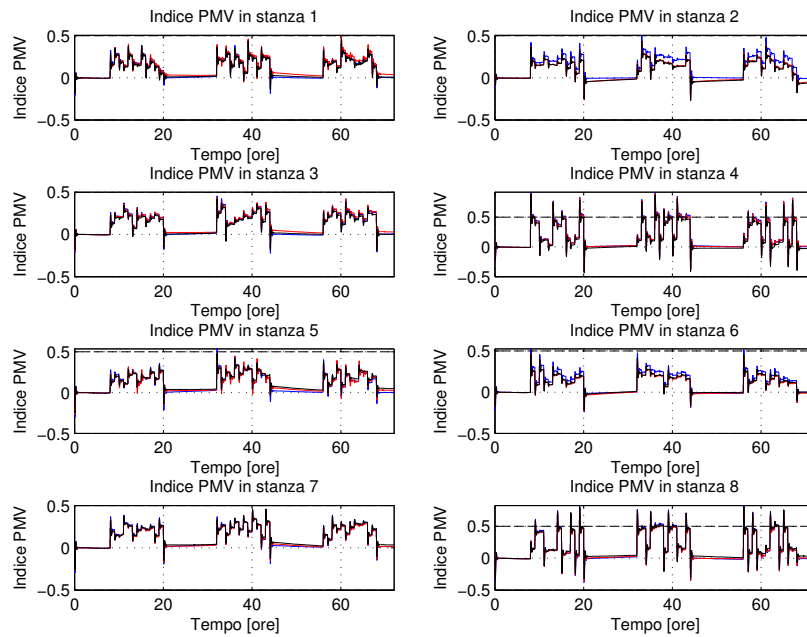 Indice PMV in stanza 1
Indice PMV
0.5
0
−0.5
0 20 40 60
Tempo [ore]
Indice PMV in stanza 2
Indice PMV
0.5
0
−0.5
0 20 40 60
Tempo [ore]
Indice PMV in stanza 3
Indice PMV
0.5
0
−0.5
0 20 40 60
Tempo [ore]
Indice PMV in stanza 4
Indice PMV
0.5
0
−0.5
0 20 40 60
Tempo [ore]
Indice PMV in stanza 5
Indice PMV
0.5
0
−0.5
0 20 40 60
Tempo [ore]
Indice PMV in stanza 6
Indice PMV
0.5
0
−0.5
0 20 40 60
Tempo [ore]
Indice PMV in stanza 7
Indice PMV
0.5
0
−0.5
0 20 40 60
Tempo [ore]
Indice PMV in stanza 8
Indice PMV
0.5
0
−0.5
0 20 40 60
Tempo [ore]